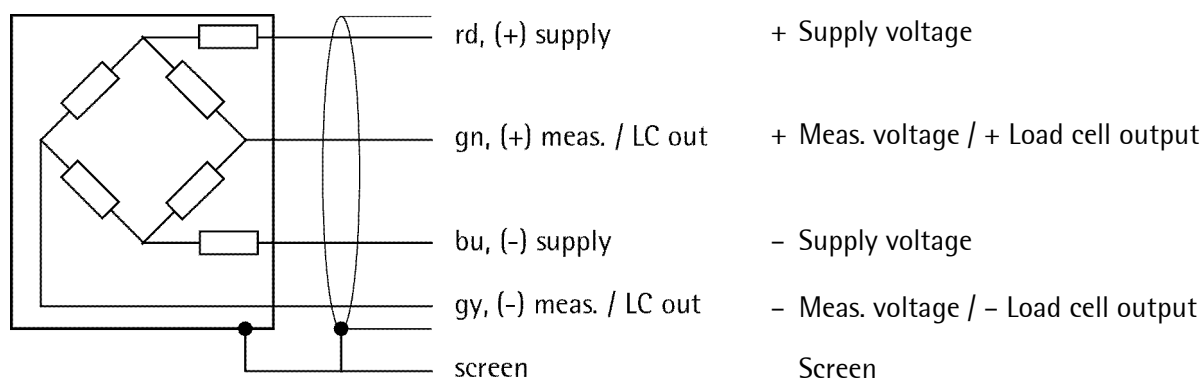 rd, (+) supply + Supply voltage
gn, (+) meas. / LC out + Meas. voltage / + Load cell output
bu, (-) supply – Supply voltage
gy, (-) meas. / LC out – Meas. voltage / – Load cell output
screen Screen